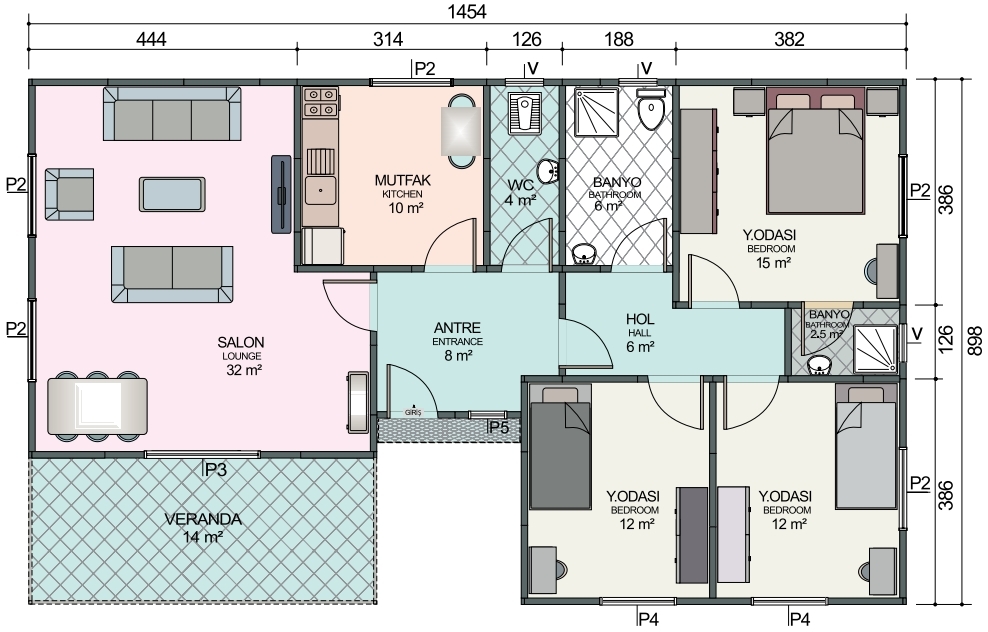 1454
444 314 126 188 382
P2 V V
MUTFAK
KITCHEN
10 m²
WC
4 m²
BANYO
BATHROOM
6 m²
Y.ODASI
BEDROOM
15 m²
P2
P2
386
P2
SALON
LOUNGE
32 m²
ANTRE
ENTRANCE
8 m²
HOL
HALL
6 m²
BANYO
BATHROOM
2.5 m²
V
126
898
GİRİŞ
P5
P3
VERANDA
14 m²
Y.ODASI
BEDROOM
12 m²
Y.ODASI
BEDROOM
12 m²
P2
386
P4 P4